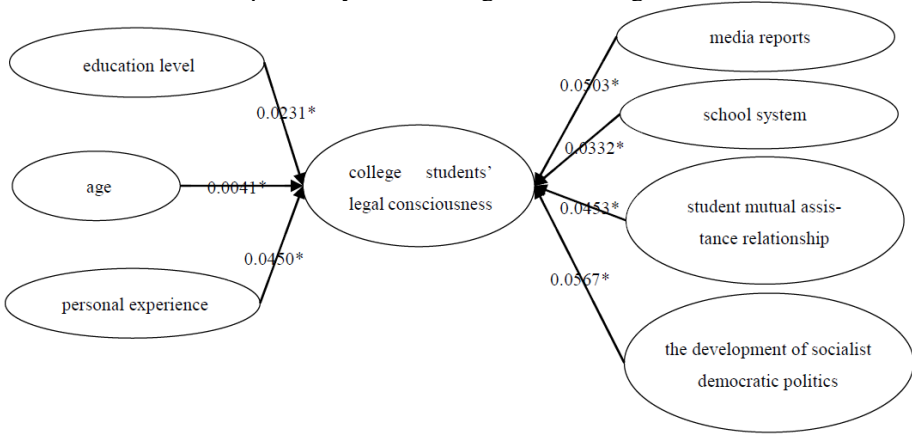 education level
0.0231*
age
0.0041*
personal experience
0.0450*
college students'
legal consciousness
media reports
0.0503*
school system
0.0332*
student mutual assis-
tance relationship
0.0453*
the development of socialist
democratic politics
0.0567*